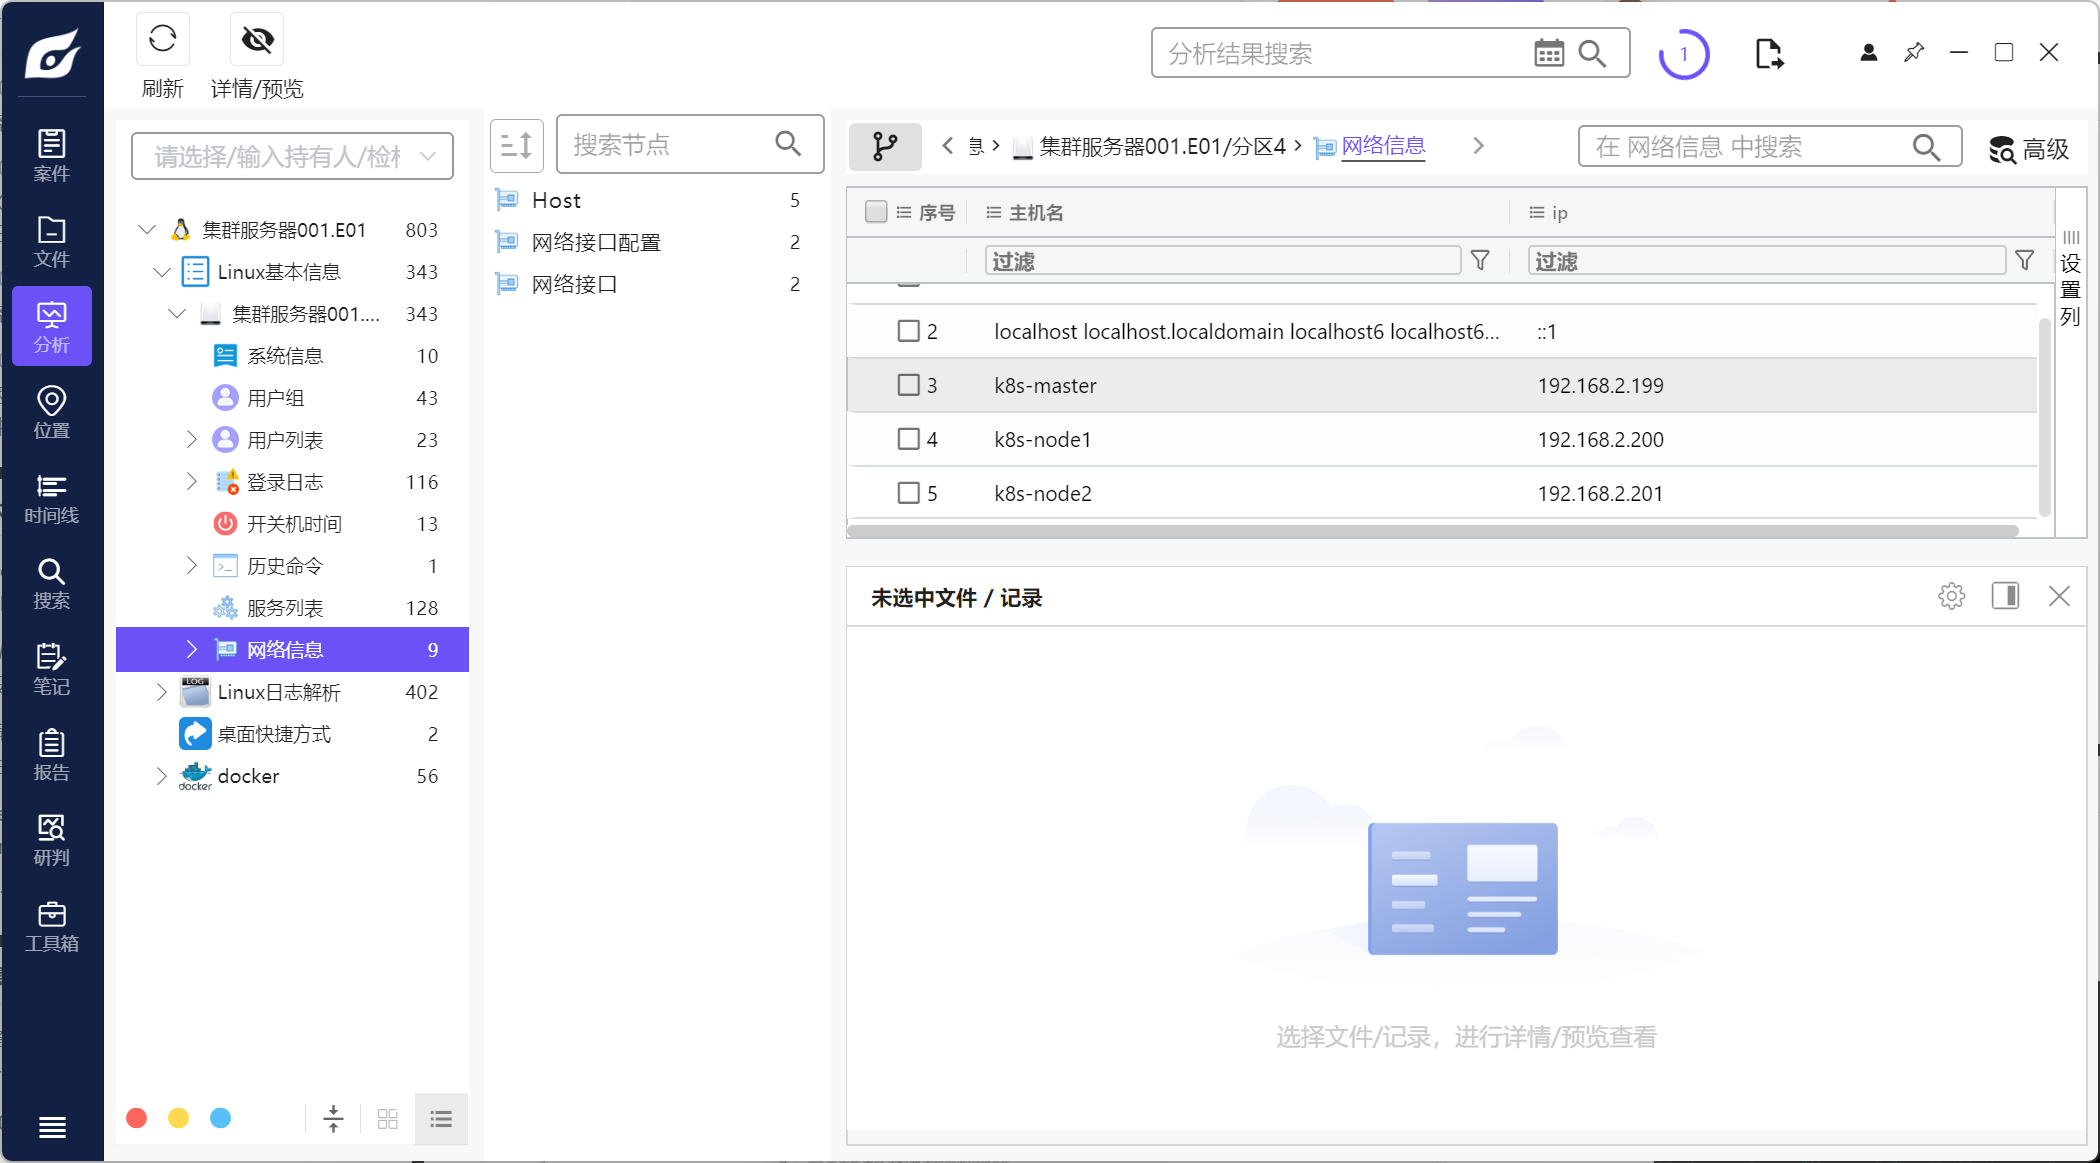 刷新
详情/预览
分析结果搜索
1
案件
文件
分析
位置
时间线
搜索
笔记
报告
研判
工具箱
请选择/输入持有人/检
集群服务器001.E01 803
Linux基本信息 343
集群服务器001.... 343
系统信息 10
用户组 43
用户列表 23
登录日志 116
开关机时间 13
历史命令 1
服务列表 128
网络信息 9
LOG
Linux日志解析 402
桌面快捷方式 2
docker
docker 56
搜索节点
Host 5
网络接口配置 2
网络接口 2
息 集群服务器001.E01/分区4 网络信息
在 网络信息 中搜索
高级
序号 主机名 ip
过滤 过滤
设置列
2 localhost localhost.localdomain localhost6 localhost6... ::1
3 k8s-master 192.168.2.199
4 k8s-node1 192.168.2.200
5 k8s-node2 192.168.2.201
未选中文件 / 记录
选择文件/记录，进行详情/预览查看